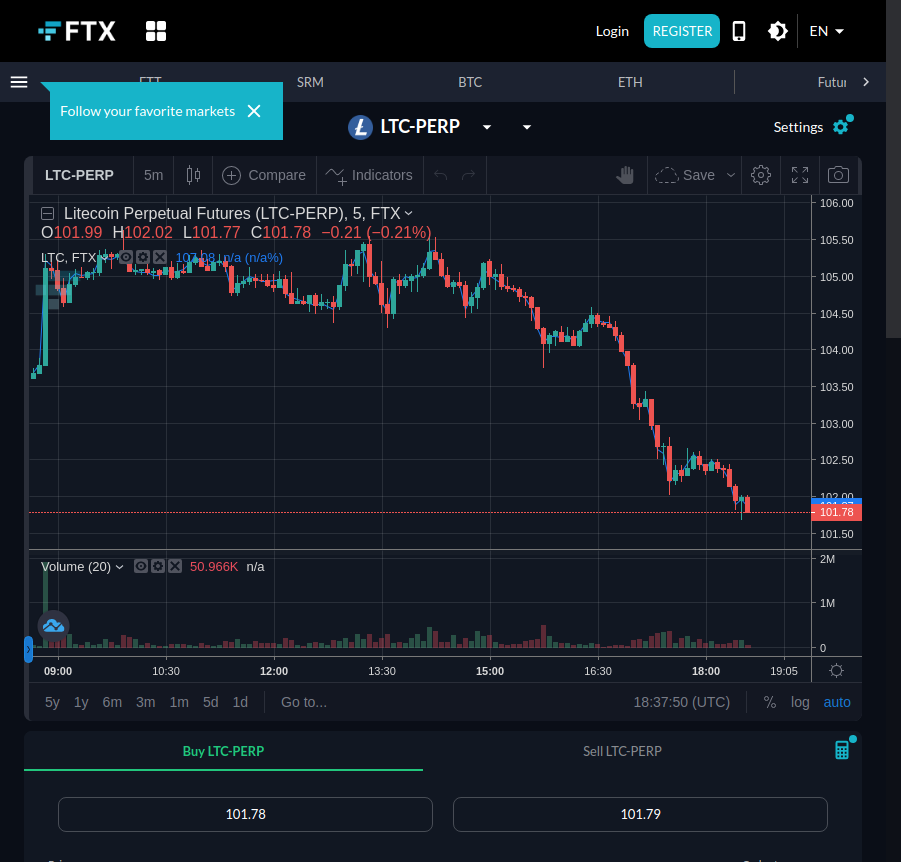 FTX
Login
REGISTER
EN
FTT
SRM
BTC
ETH
Futur
Follow your favorite markets
LTC-PERP
Settings
LTC-PERP
5m
Compare
Indicators
Save
Litecoin Perpetual Futures (LTC-PERP), 5, FTX
O101.99 H102.02 L101.77 C101.78 −0.21 (−0.21%)
LTC, FTX
n/a (n/a%)
106.00
105.50
105.00
104.50
104.00
103.50
103.00
102.50
102.00
101.78
101.50
Volume (20)
50.966K n/a
2M
1M
0
09:00
10:30
12:00
13:30
15:00
16:30
18:00
19:05
5y
1y
6m
3m
1m
5d
1d
Go to...
18:37:50 (UTC)
%
log
auto
Buy LTC-PERP
Sell LTC-PERP
101.78
101.79